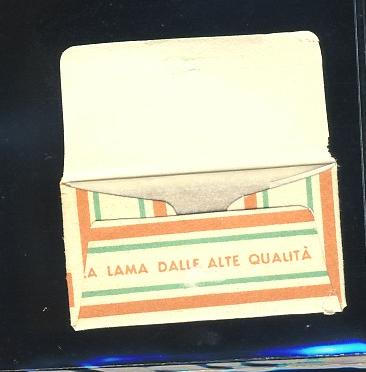 A LAMA DALLE ALTE QUALITÀ